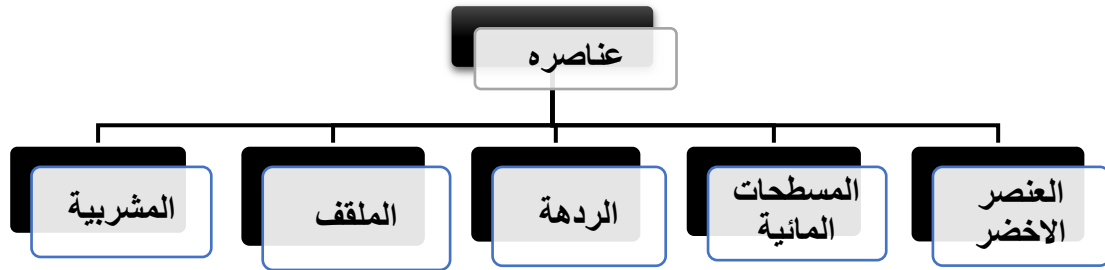 عناصره
العنصر
الاخضر
المسطحات
المائية
الردهة
الملقف
المشربية